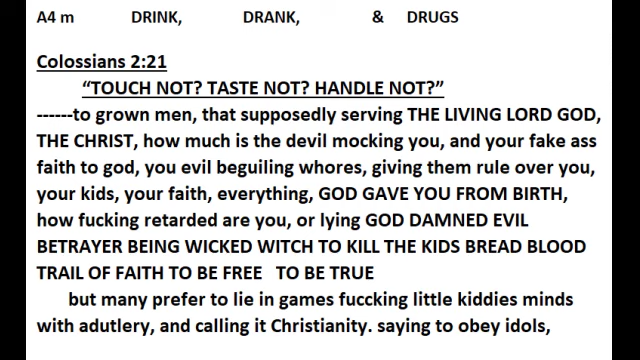 A4 m DRINK, DRANK, & DRUGS
Colossians 2:21
“TOUCH NOT? TASTE NOT? HANDLE NOT?”
------to grown men, that supposedly serving THE LIVING LORD GOD,
THE CHRIST, how much is the devil mocking you, and your fake ass
faith to god, you evil beguiling whores, giving them rule over you,
your kids, your faith, everything, GOD GAVE YOU FROM BIRTH,
how fucking retarded are you, or lying GOD DAMNED EVIL
BETRAYER BEING WICKED WITCH TO KILL THE KIDS BREAD BLOOD
TRAIL OF FAITH TO BE FREE TO BE TRUE
but many prefer to lie in games fuccking little kiddies minds
with adutlery, and calling it Christianity. saying to obey idols,